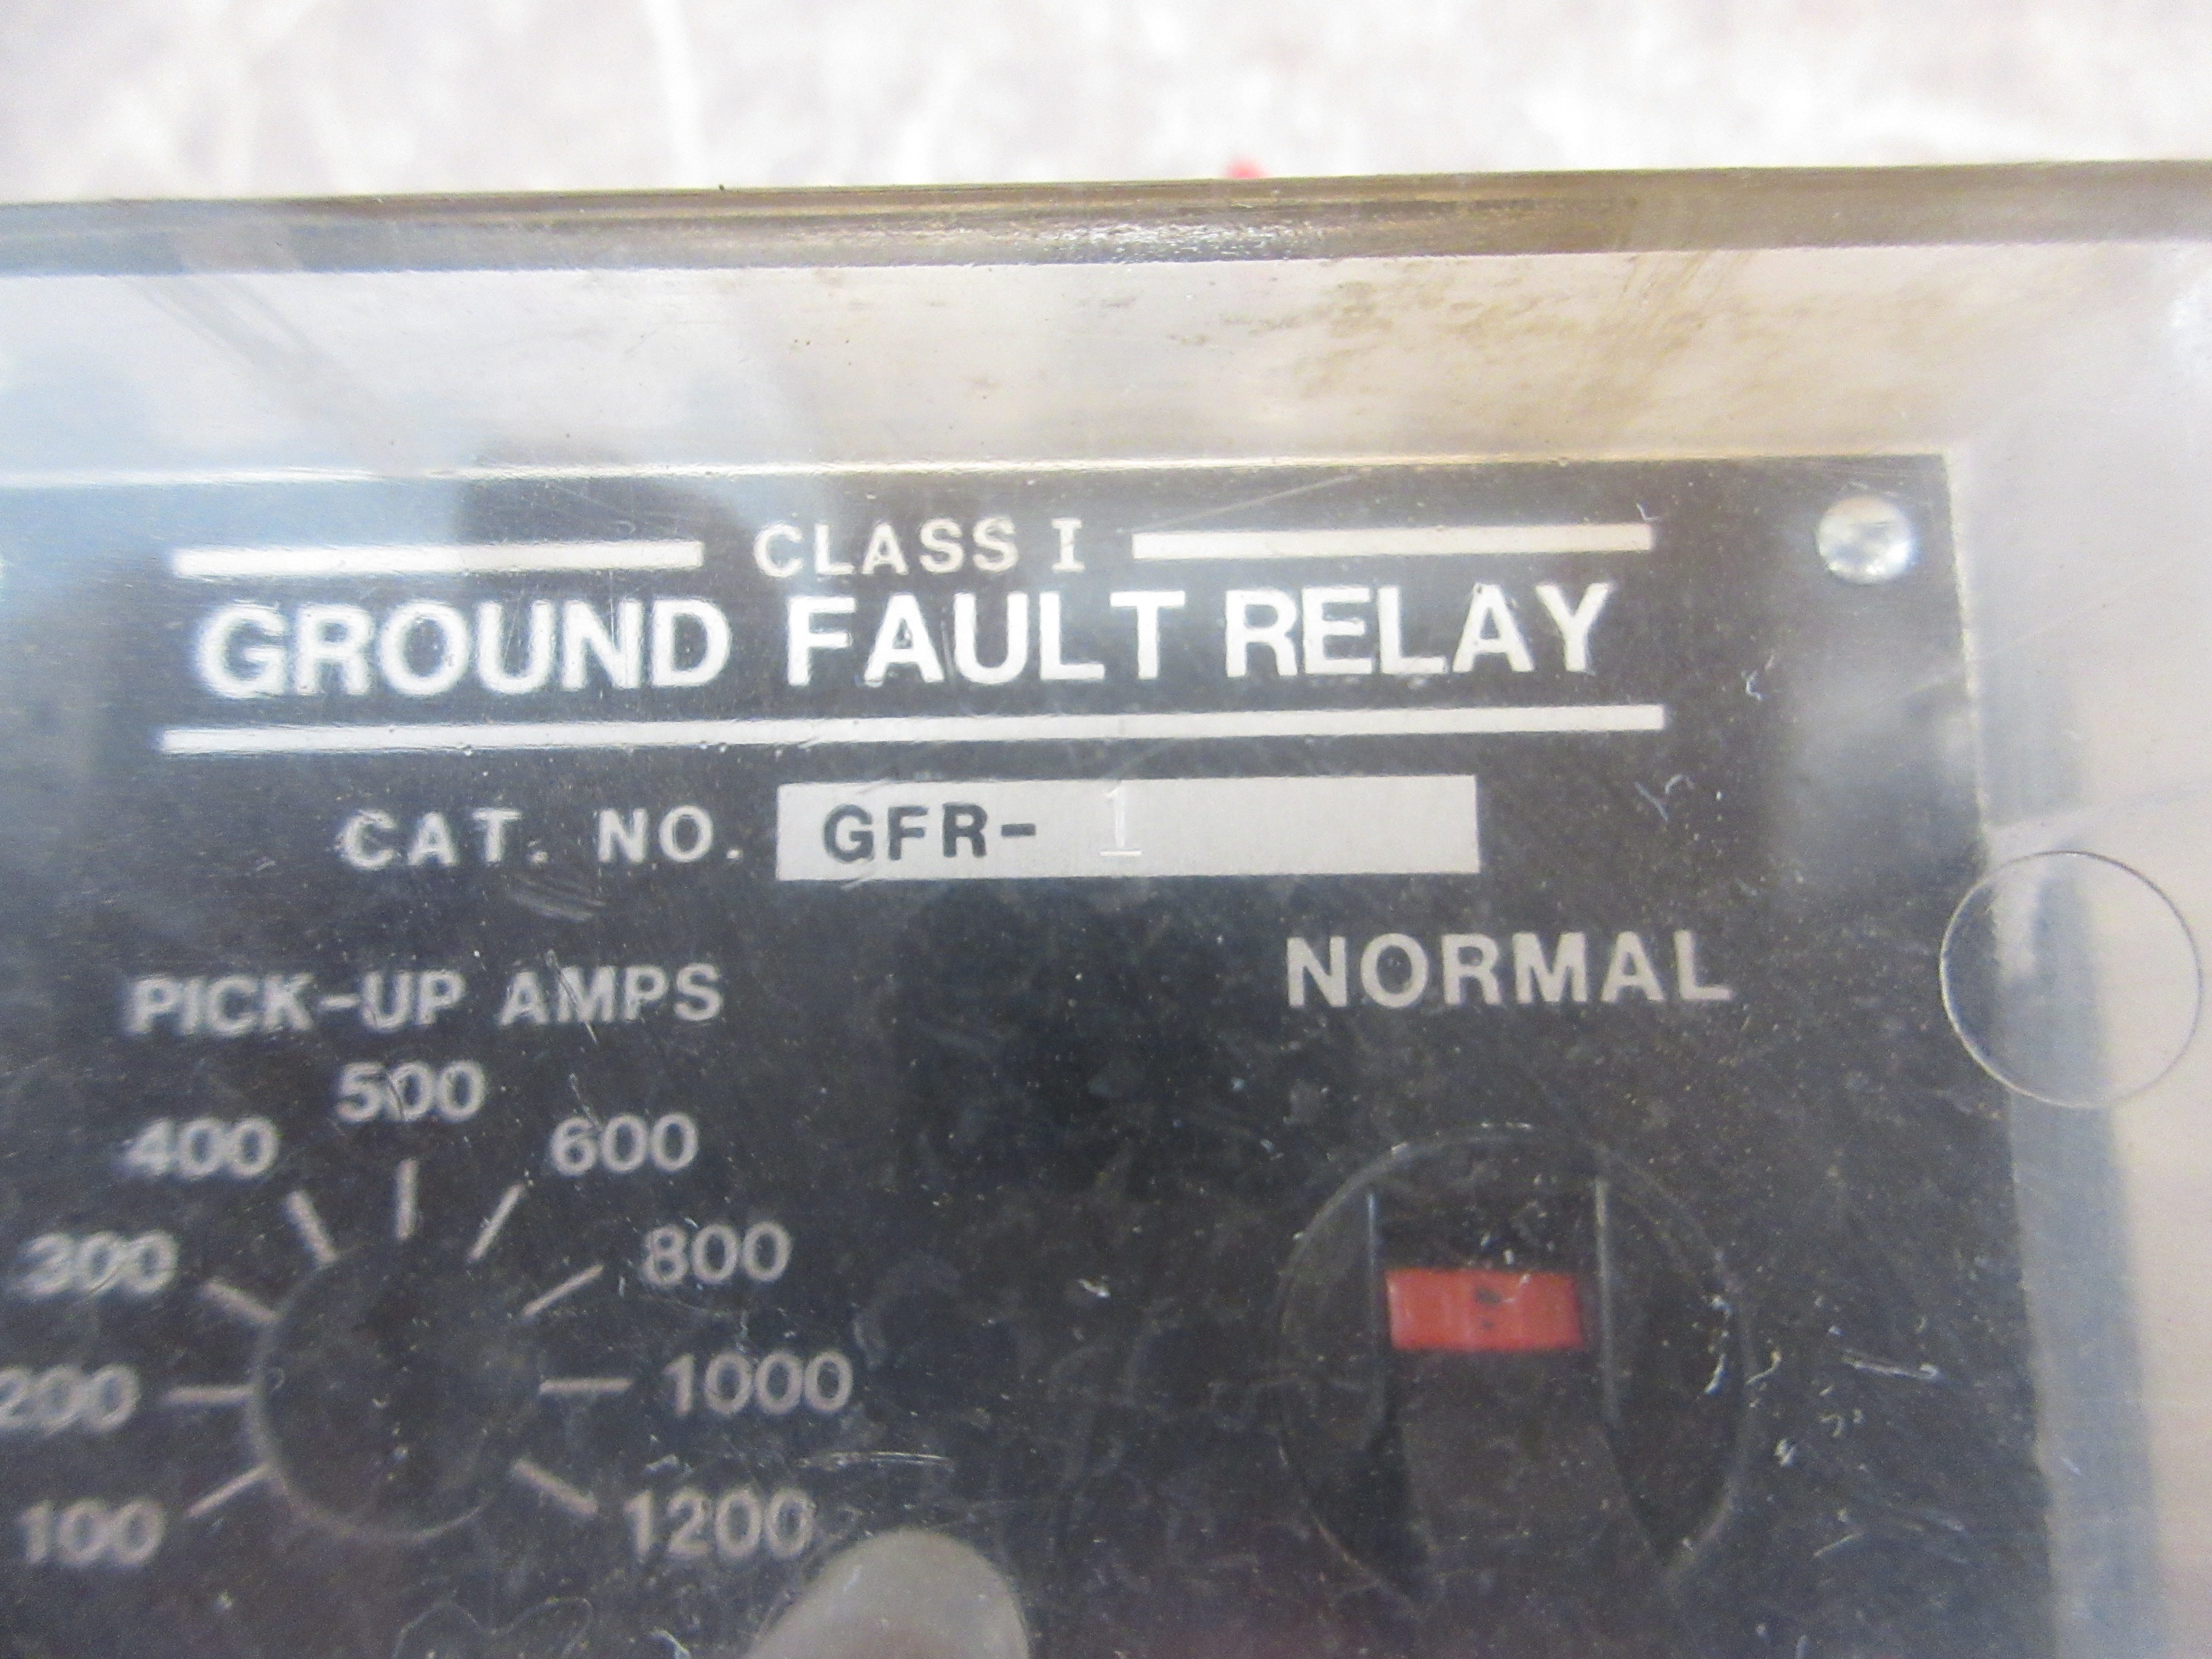 CLASS I
GROUND FAULT RELAY
CAT. NO. GFR- 1
NORMAL
PICK-UP AMPS
500
400 600
300 800
200 1000
100 1200